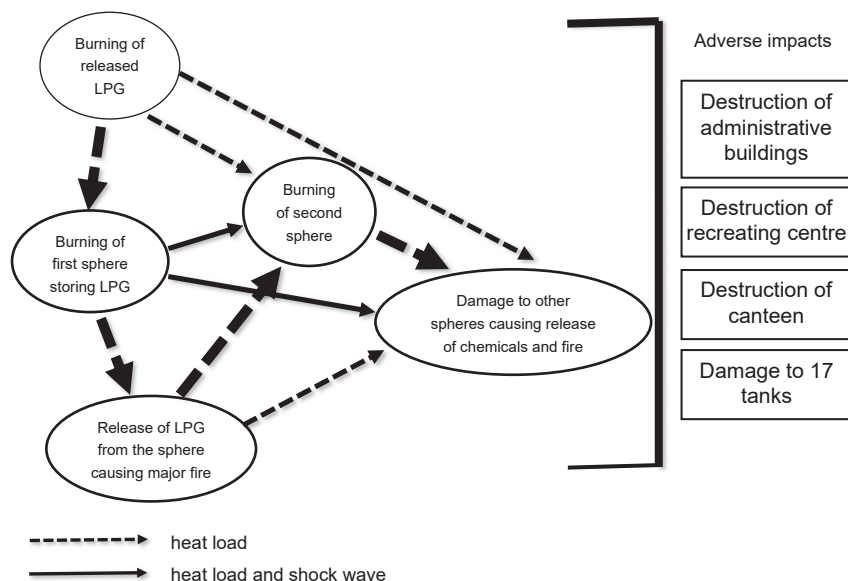 Burning of
released
LPG
Adverse impacts
Destruction of
administrative
buildings
Burning
of second
sphere
Destruction of
recreating centre
Burning of
first sphere
storing LPG
Damage to other
spheres causing release
of chemicals and fire
Destruction of
canteen
Damage to 17
tanks
Release of LPG
from the sphere
causing major fire
heat load
heat load and shock wave